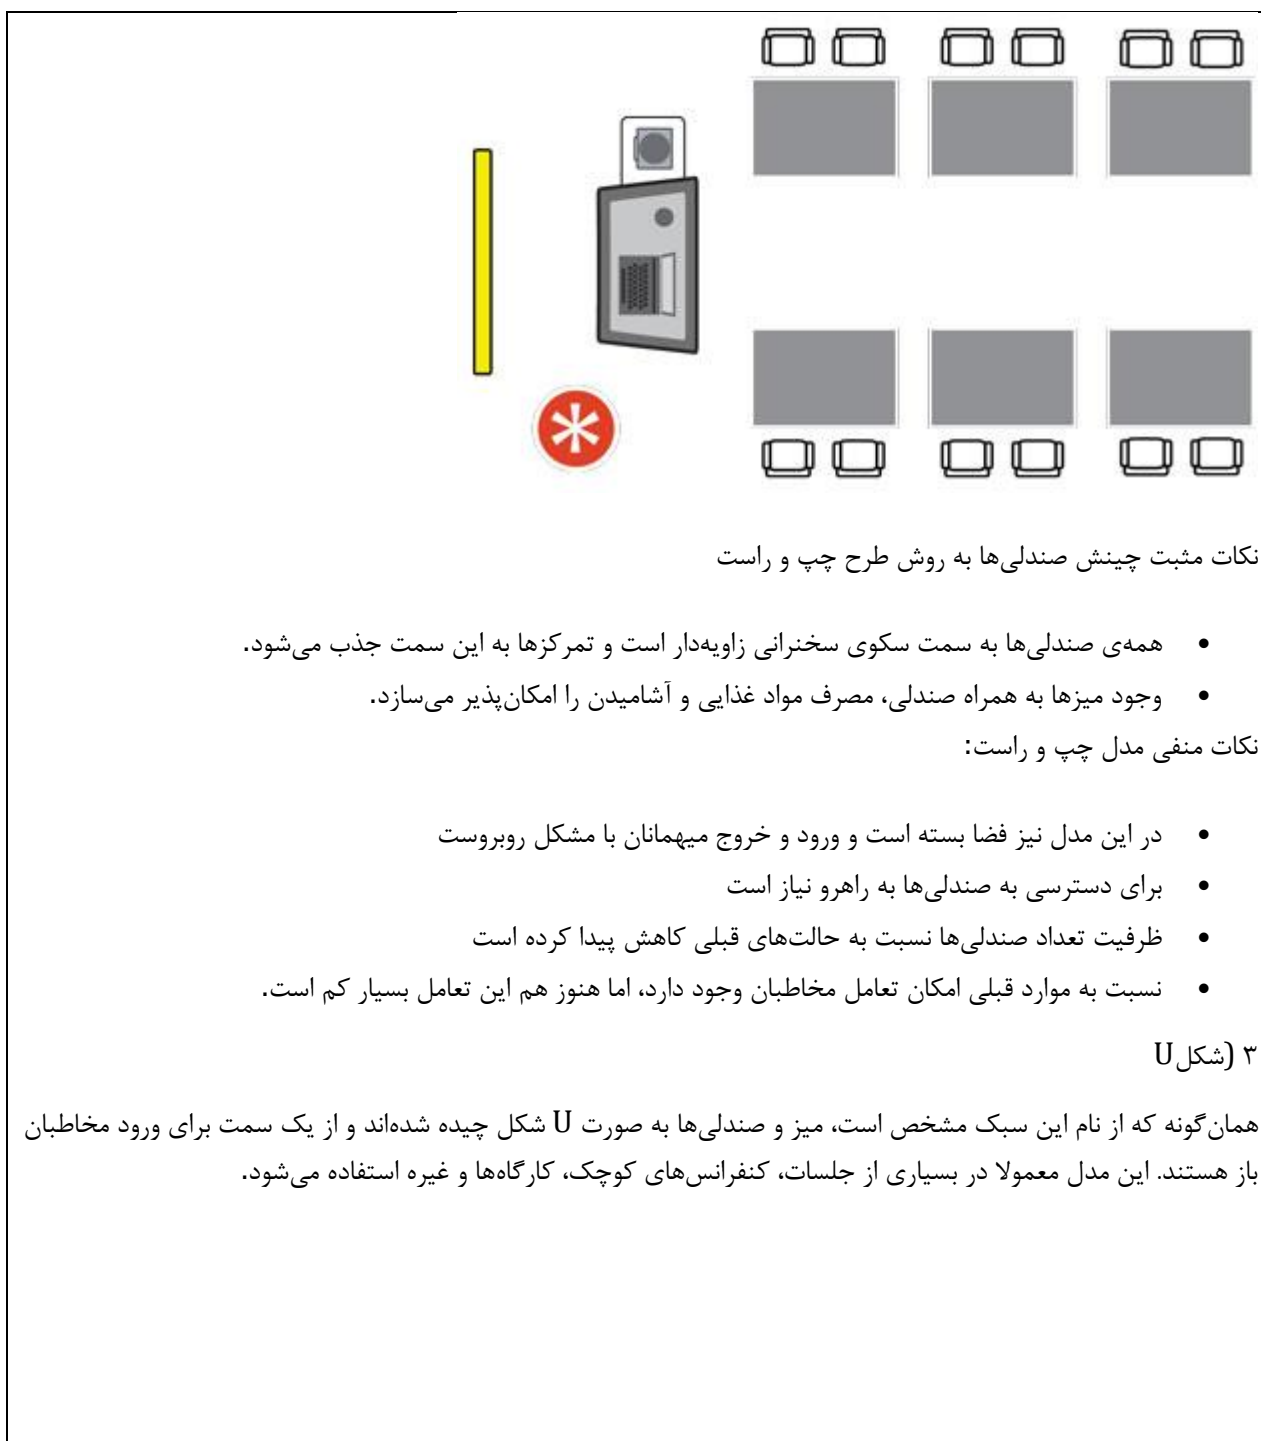 نکات مثبت چینش صندلی‌ها به روش طرح چپ و راست
• همه‌ی صندلی‌ها به سمت سکوی سخنرانی زاویه‌دار است و تمرکزها به این سمت جذب می‌شود.
• وجود میزها به همراه صندلی، مصرف مواد غذایی و آشامیدن را امکان‌پذیر می‌سازد.
نکات منفی مدل چپ و راست:
• در این مدل نیز فضا بسته است و ورود و خروج میهمانان با مشکل روبروست
• برای دسترسی به صندلی‌ها به راهرو نیاز است
• ظرفیت تعداد صندلی‌ها نسبت به حالت‌های قبلی کاهش پیدا کرده است
• نسبت به موارد قبلی امکان تعامل مخاطبان وجود دارد، اما هنوز هم این تعامل بسیار کم است.
۳ (شکل U
همان‌گونه که از نام این سبک مشخص است، میز و صندلی‌ها به صورت U شکل چیده شده‌اند و از یک سمت برای ورود مخاطبان
باز هستند. این مدل معمولا در بسیاری از جلسات، کنفرانس‌های کوچک، کارگاه‌ها و غیره استفاده می‌شود.